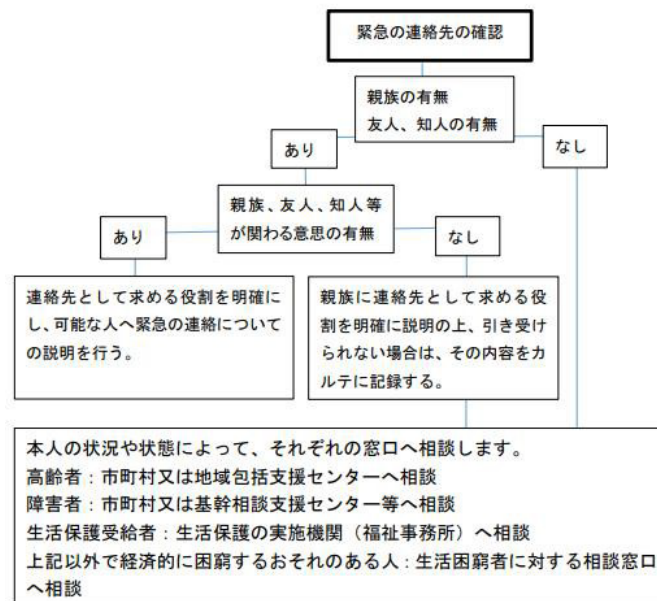 緊急の連絡先の確認
親族の有無
友人、知人の有無
あり
なし
親族、友人、知人等
が関わる意思の有無
あり
なし
連絡先として求める役割を明確に
し、可能な人へ緊急の連絡について
の説明を行う。
親族に連絡先として求める役
割を明確に説明の上、引き受け
られない場合は、その内容をカ
ルテに記録する。
本人の状況や状態によって、それぞれの窓口へ相談します。
高齢者：市町村又は地域包括支援センターへ相談
障害者：市町村又は基幹相談支援センター等へ相談
生活保護受給者：生活保護の実施機関（福祉事務所）へ相談
上記以外で経済的に困窮するおそれのある人：生活困窮者に対する相談窓口
へ相談